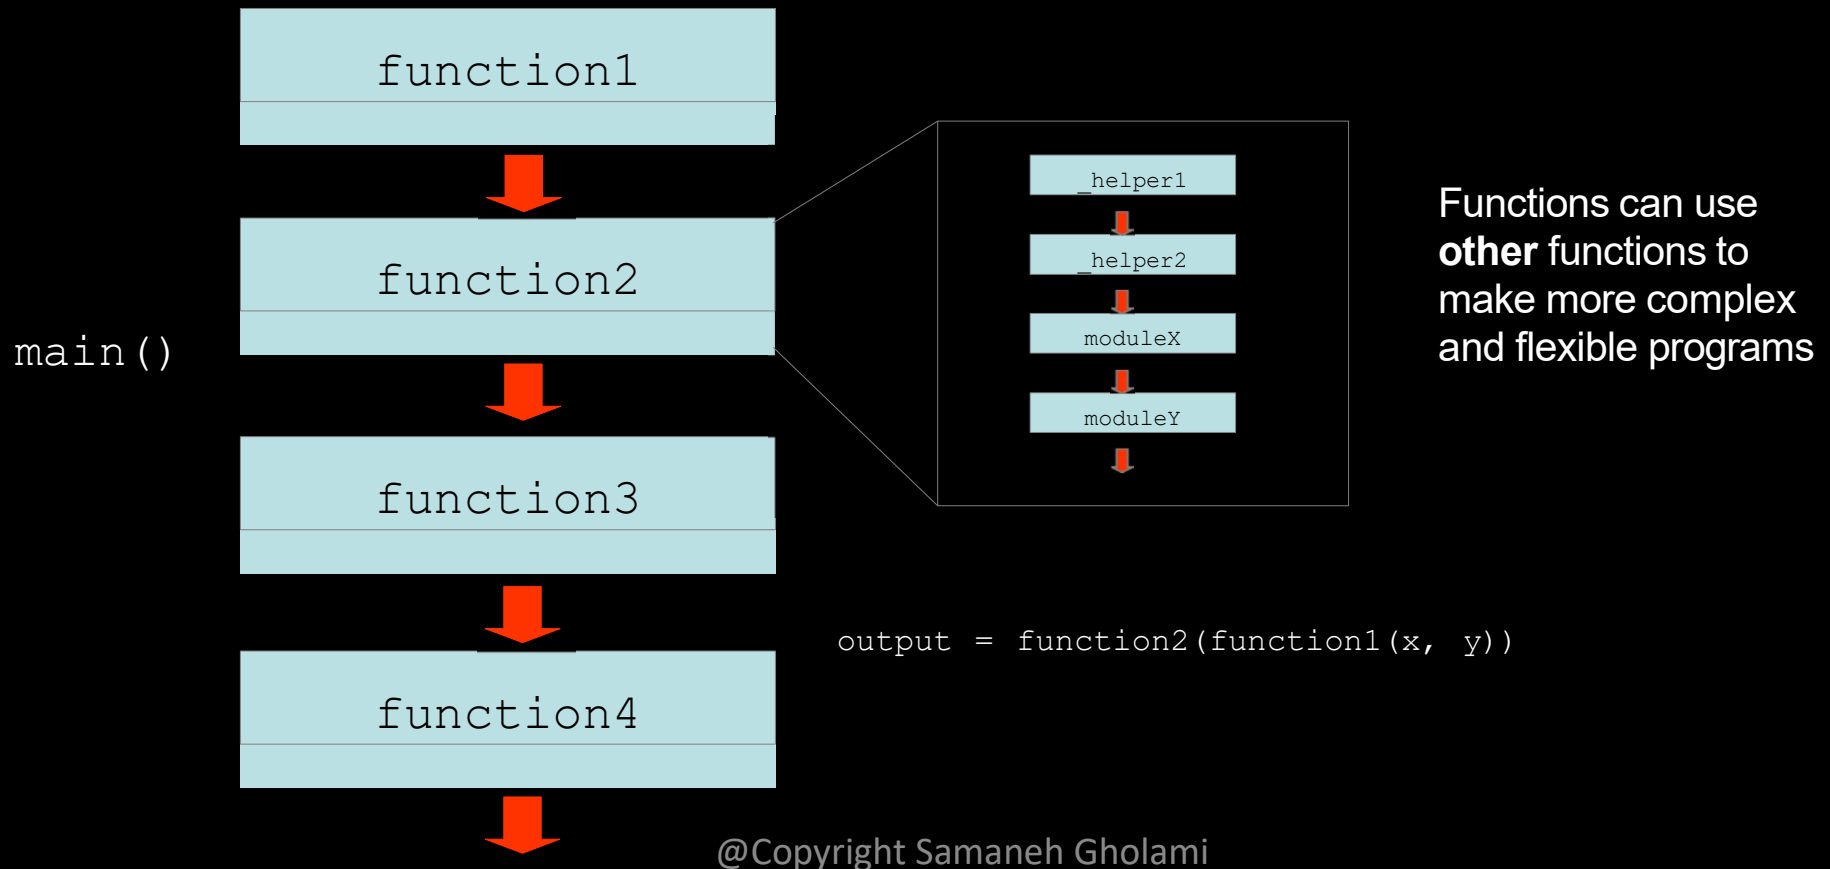 function1
function2
main()
function3
function4
_helper1
_helper2
moduleX
moduleY
Functions can use
other functions to
make more complex
and flexible programs
output = function2(function1(x, y))
@Copyright Samaneh Gholami